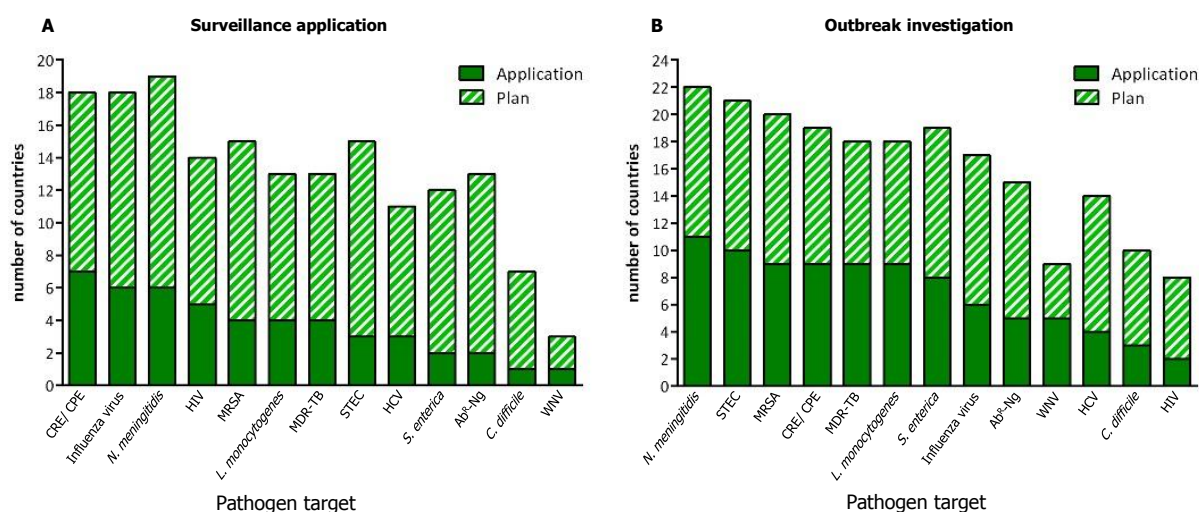 A Surveillance application
number of countries
20
18
16
14
12
10
8
6
4
2
0
Application
Plan
CRE/ CPE
Influenza virus
N. meningitidis
HIV
MRSA
L. monocytogenes
MDR-TB
STEC
HCV
S. enterica
Abᴿ-Ng
C. difficile
WNV
Pathogen target
B Outbreak investigation
number of countries
24
22
20
18
16
14
12
10
8
6
4
2
0
Application
Plan
N. meningitidis
STEC
MRSA
CRE/ CPE
MDR-TB
L. monocytogenes
S. enterica
Influenza virus
Abᴿ-Ng
WNV
HCV
C. difficile
HIV
Pathogen target